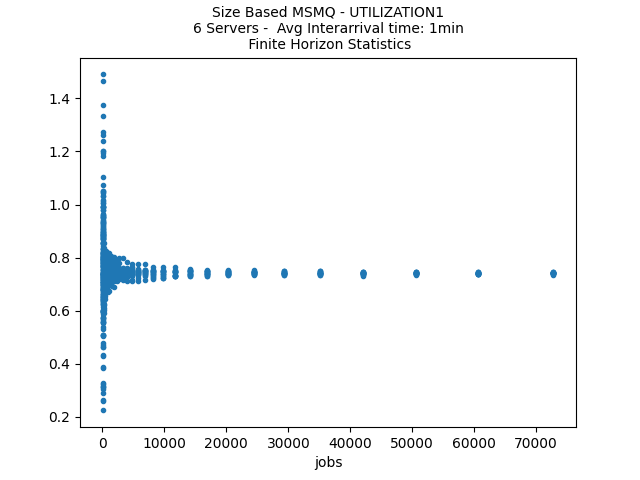 Size Based MSMQ - UTILIZATION1
6 Servers -  Avg Interarrival time: 1min
Finite Horizon Statistics
1.4
1.2
1.0
0.8
0.6
0.4
0.2
0 10000 20000 30000 40000 50000 60000 70000
jobs